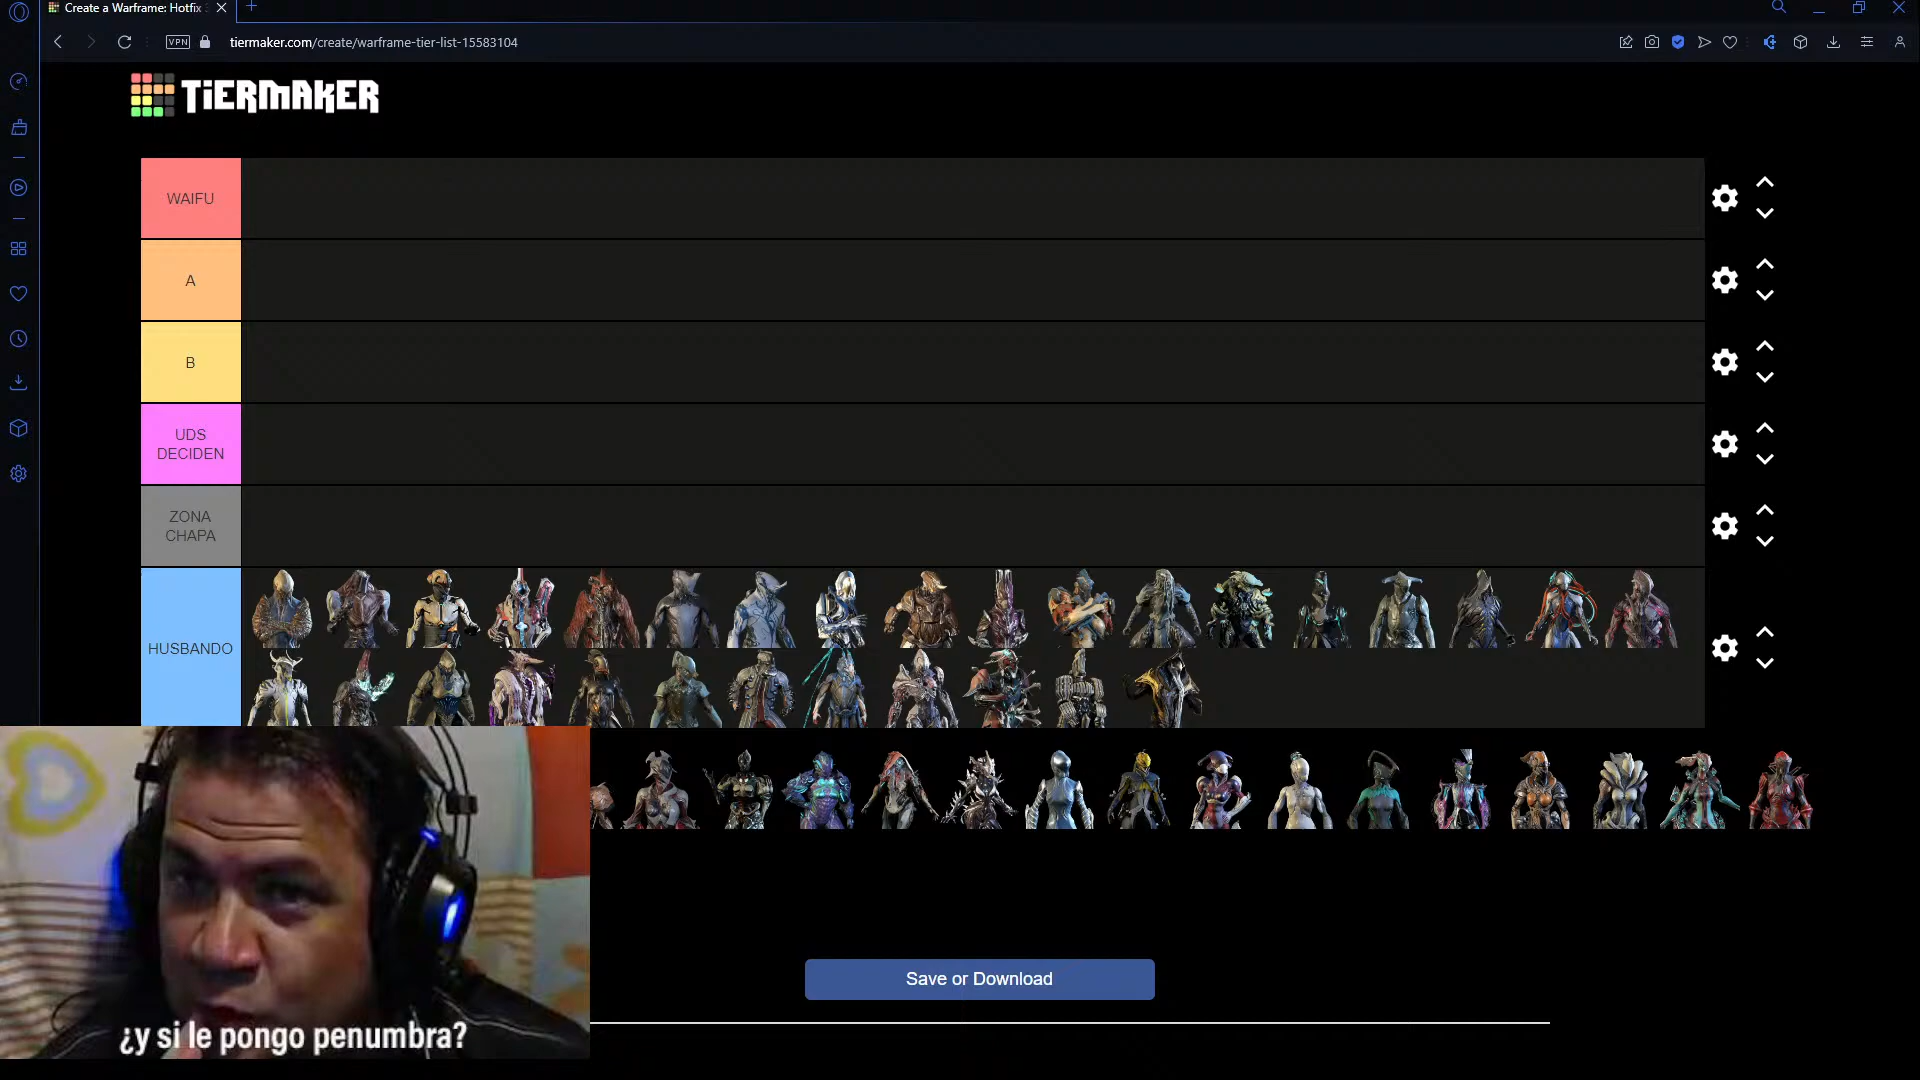 Create a Warframe: Hotfix
VPN
tiermaker.com/create/warframe-tier-list-15583104
TiERMAKER
WAIFU
A
B
UDS
DECIDEN
ZONA
CHAPA
HUSBANDO
Save or Download
¿y si le pongo penumbra?